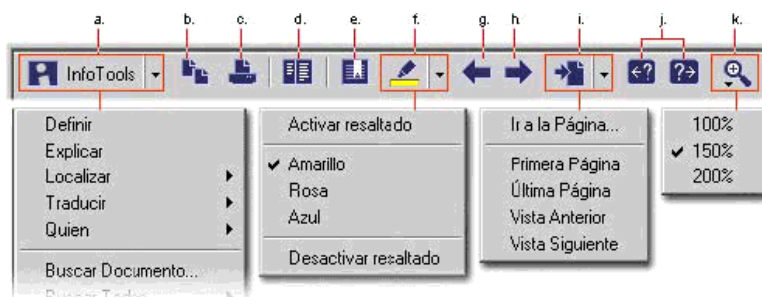 a. b. c. d. e. f. g. h. i. j. k.
InfoTools
Definir
Explicar
Localizar
Traducir
Quien
Buscar Documento...
Activar resaltado
Amarillo
Rosa
Azul
Desactivar resaltado
Ir a la Página...
Primera Página
Última Página
Vista Anterior
Vista Siguiente
100%
150%
200%